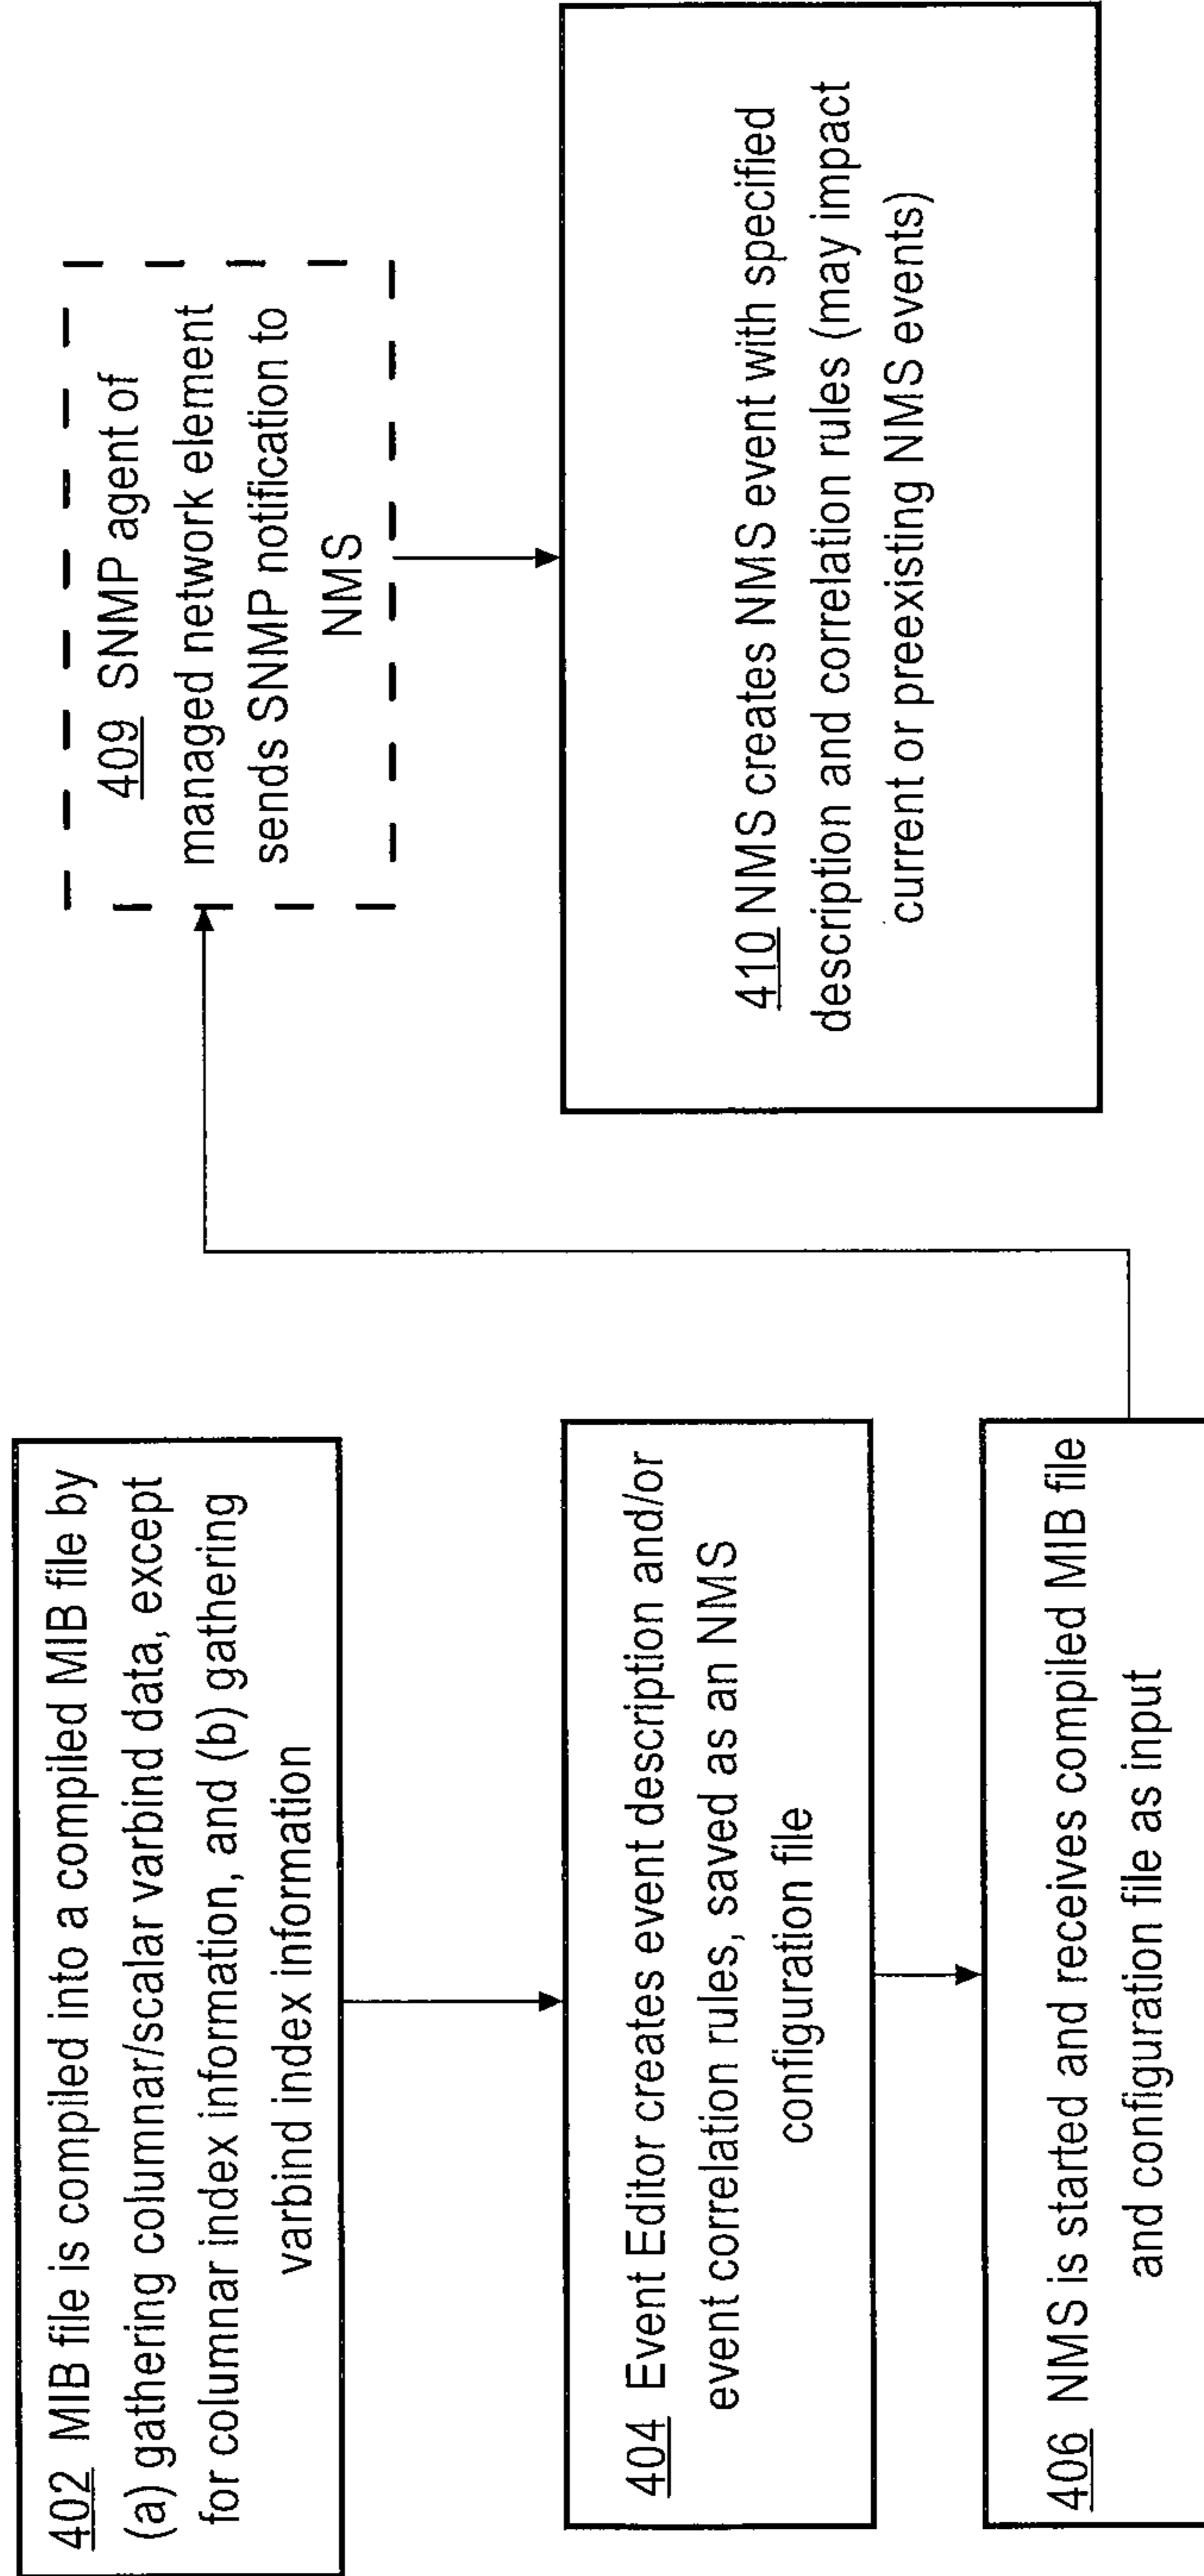 402 MIB file is compiled into a compiled MIB file by
(a) gathering columnar/scalar varbind data, except
for columnar index information, and (b) gathering
varbind index information
404 Event Editor creates event description and/or
event correlation rules, saved as an NMS
configuration file
406 NMS is started and receives compiled MIB file
and configuration file as input
409 SNMP agent of
managed network element
sends SNMP notification to
NMS
410 NMS creates NMS event with specified
description and correlation rules (may impact
current or preexisting NMS events)